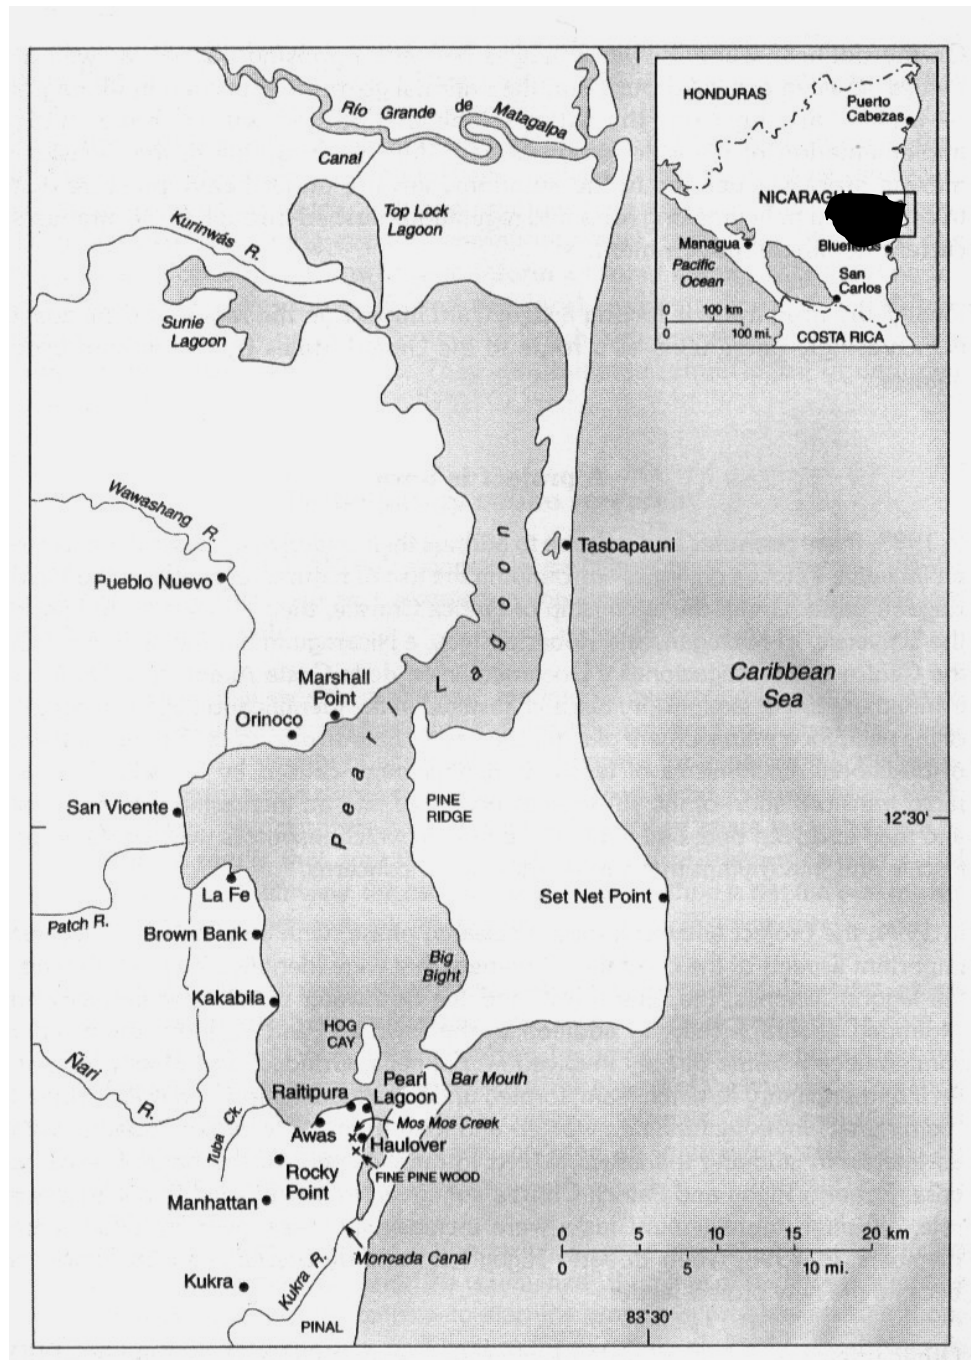 Río Grande de Matagalpa
Canal
Top Lock
Lagoon
Kurinwás R.
Sunie
Lagoon
HONDURAS
Puerto
Cabezas
NICARAGUA
Managua
Bluefields
Pacific
Ocean
San
Carlos
0 100 km
0 100 mi.
COSTA RICA
Wawashang R.
Pueblo Nuevo
Tasbapauni
Caribbean
Sea
Marshall
Point
Orinoco
Pearl Lagoon
San Vicente
PINE
RIDGE
12°30'
La Fe
Set Net Point
Patch R.
Brown Bank
Big
Bight
Kakabila
HOG
CAY
Ñari R.
Bar Mouth
Raitipura
Pearl
Lagoon
Tuba Ck.
Awas
Mos Mos Creek
Haulover
Rocky
Point
FINE PINE WOOD
Manhattan
Moncada Canal
Kukra
Kukra R.
PINAL
0 5 10 15 20 km
0 5 10 mi.
83°30'